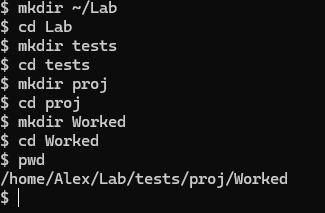 $ mkdir ~/Lab
$ cd Lab
$ mkdir tests
$ cd tests
$ mkdir proj
$ cd proj
$ mkdir Worked
$ cd Worked
$ pwd
/home/Alex/Lab/tests/proj/Worked
$